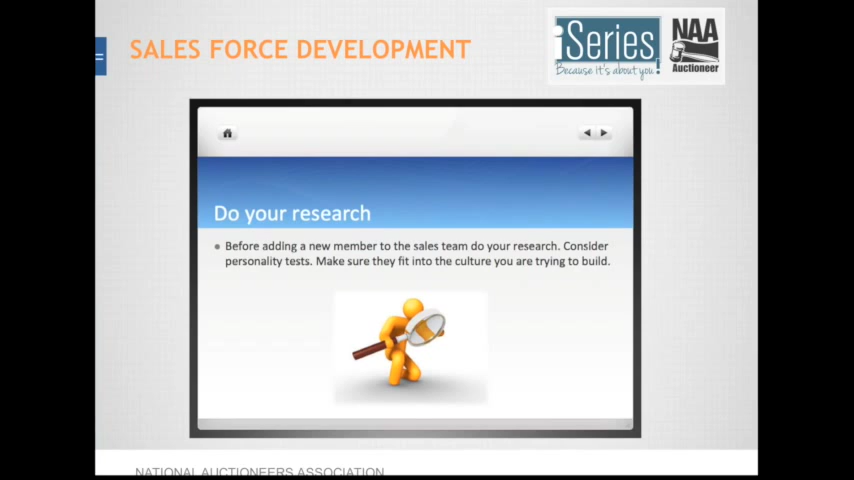 SALES FORCE DEVELOPMENT
iSeries
Because it's about you!
NAA
Auctioneer
Do your research
Before adding a new member to the sales team do your research. Consider
personality tests. Make sure they fit into the culture you are trying to build.
NATIONAL AUCTIONEERS ASSOCIATION